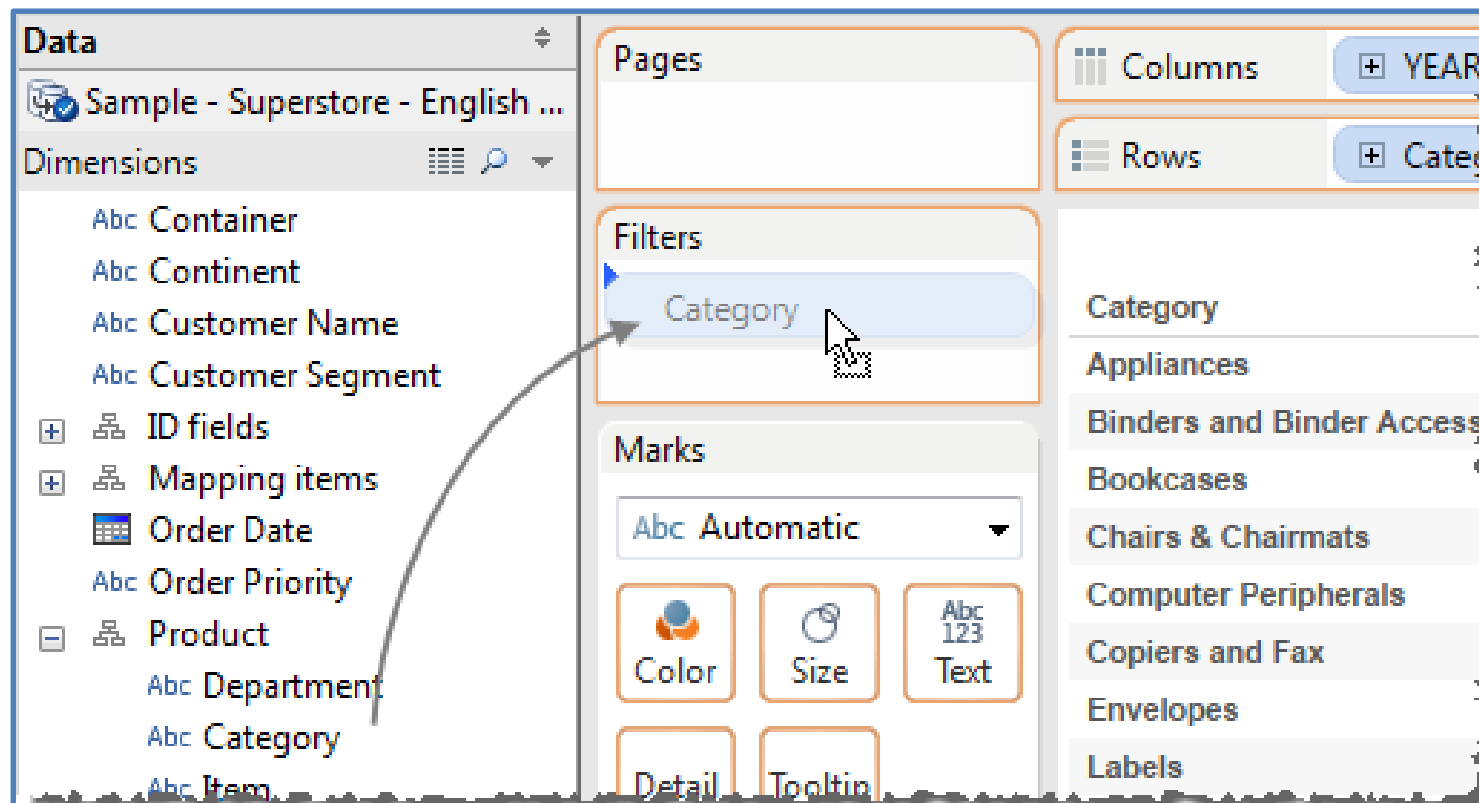 Data
Sample - Superstore - English ...
Dimensions
Abc Container
Abc Continent
Abc Customer Name
Abc Customer Segment
ID fields
Mapping items
Order Date
Abc Order Priority
Product
Abc Department
Abc Category
Abc Item
Pages
Filters
Category
Marks
Abc Automatic
Color
Size
Abc
123
Text
Detail
Tooltip
Columns
YEAR
Rows
Categ
Category
Appliances
Binders and Binder Access
Bookcases
Chairs & Chairmats
Computer Peripherals
Copiers and Fax
Envelopes
Labels